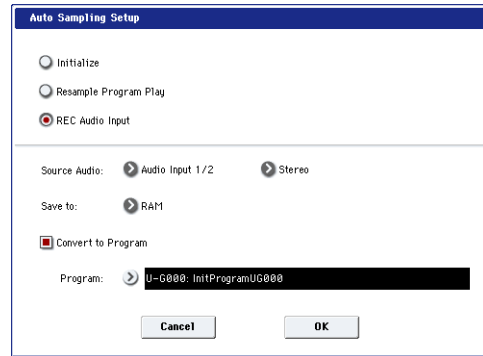 Auto Sampling Setup
Initialize
Resample Program Play
REC Audio Input
Source Audio: Audio Input 1/2 Stereo
Save to: RAM
Convert to Program
Program: U-G000: InitProgramUG000
Cancel OK